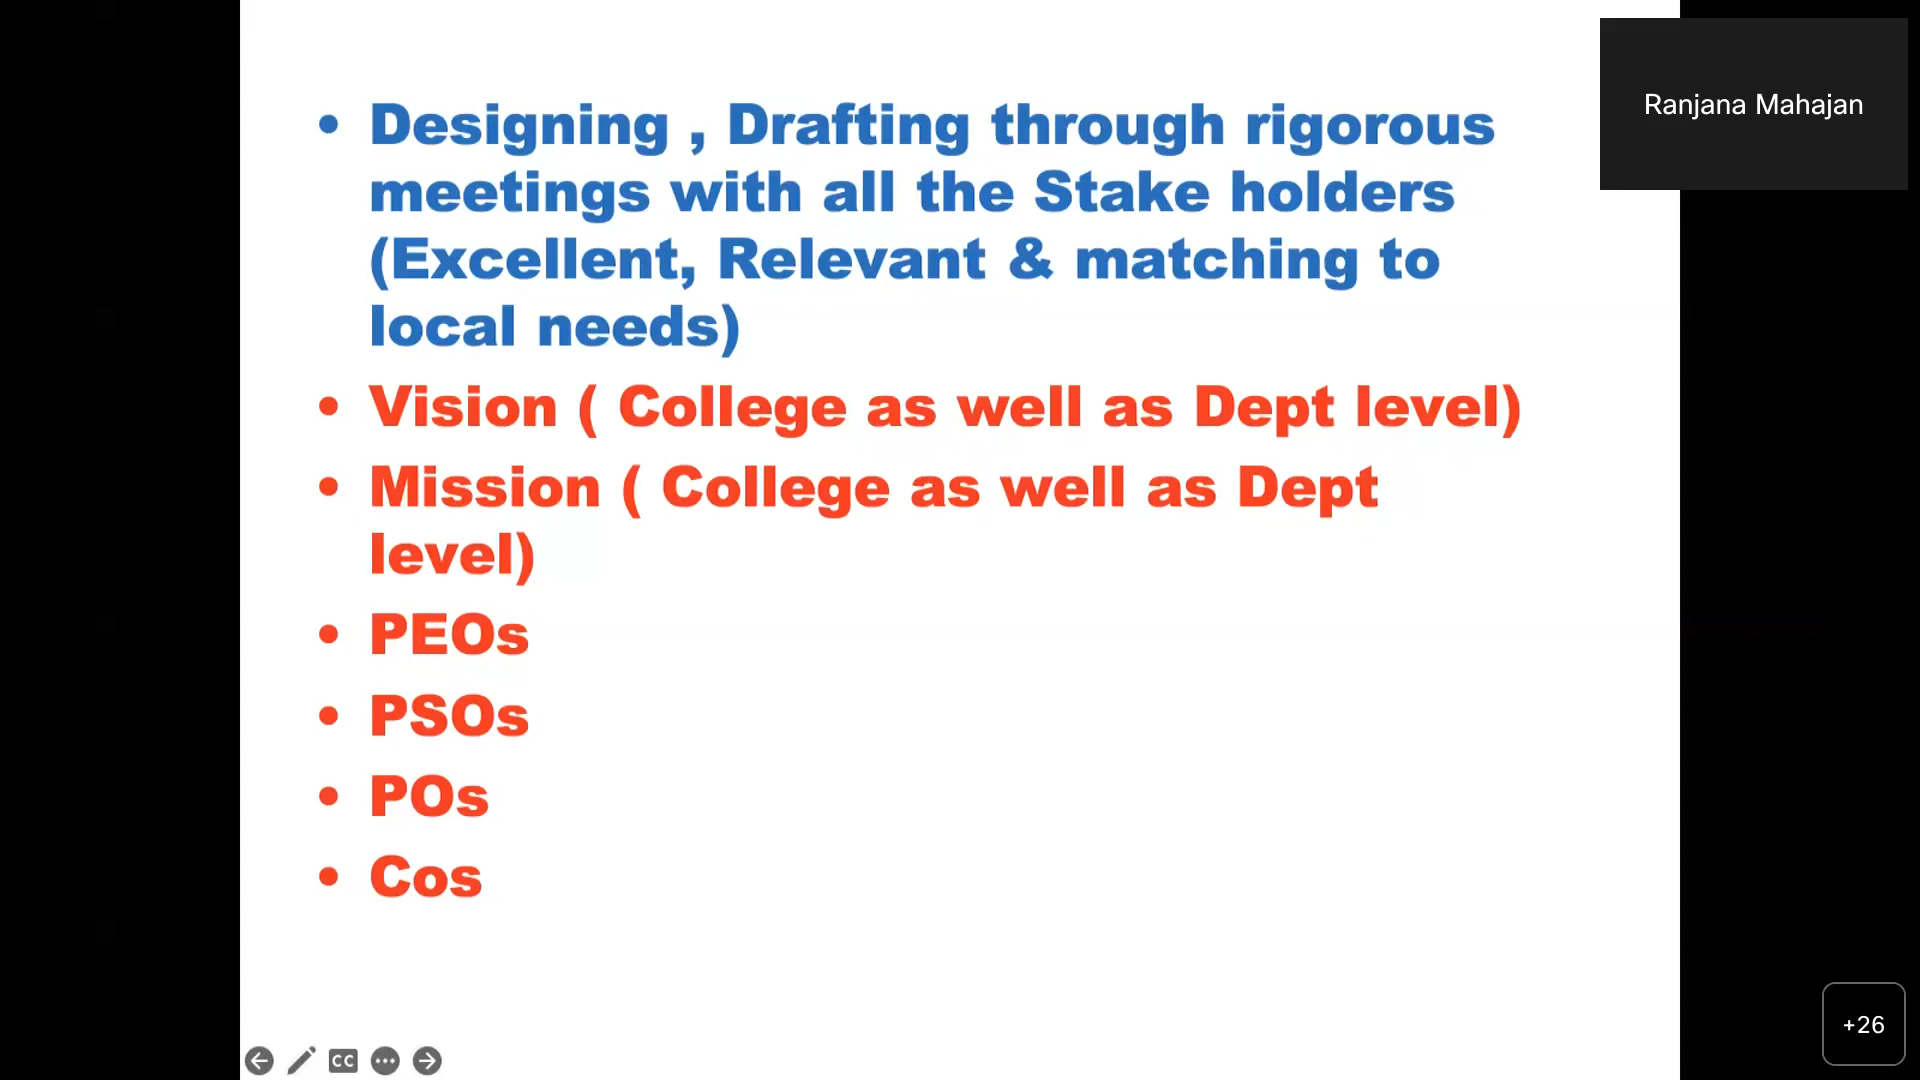 • Designing , Drafting through rigorous
meetings with all the Stake holders
(Excellent, Relevant & matching to
local needs)
• Vision ( College as well as Dept level)
• Mission ( College as well as Dept
level)
• PEOs
• PSOs
• POs
• Cos
Ranjana Mahajan
CC
+26